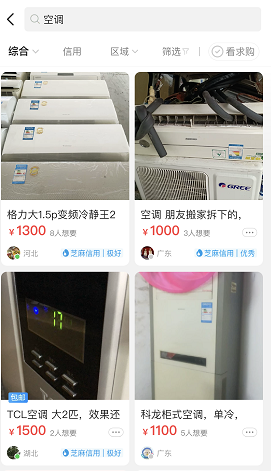 空调
综合
信用
区域
筛选
看求购
GREE
格力大1.5p变频冷静王2
¥1300 8人想要
河北 芝麻信用 | 极好
空调 朋友搬家拆下的,
¥1000 3人想要
广东 芝麻信用 | 优秀
17
包邮
TCL空调 大2匹，效果还
¥1500 2人想要
湖北 芝麻信用 | 极好
科龙柜式空调，单冷，
¥1100 5人想要
广东